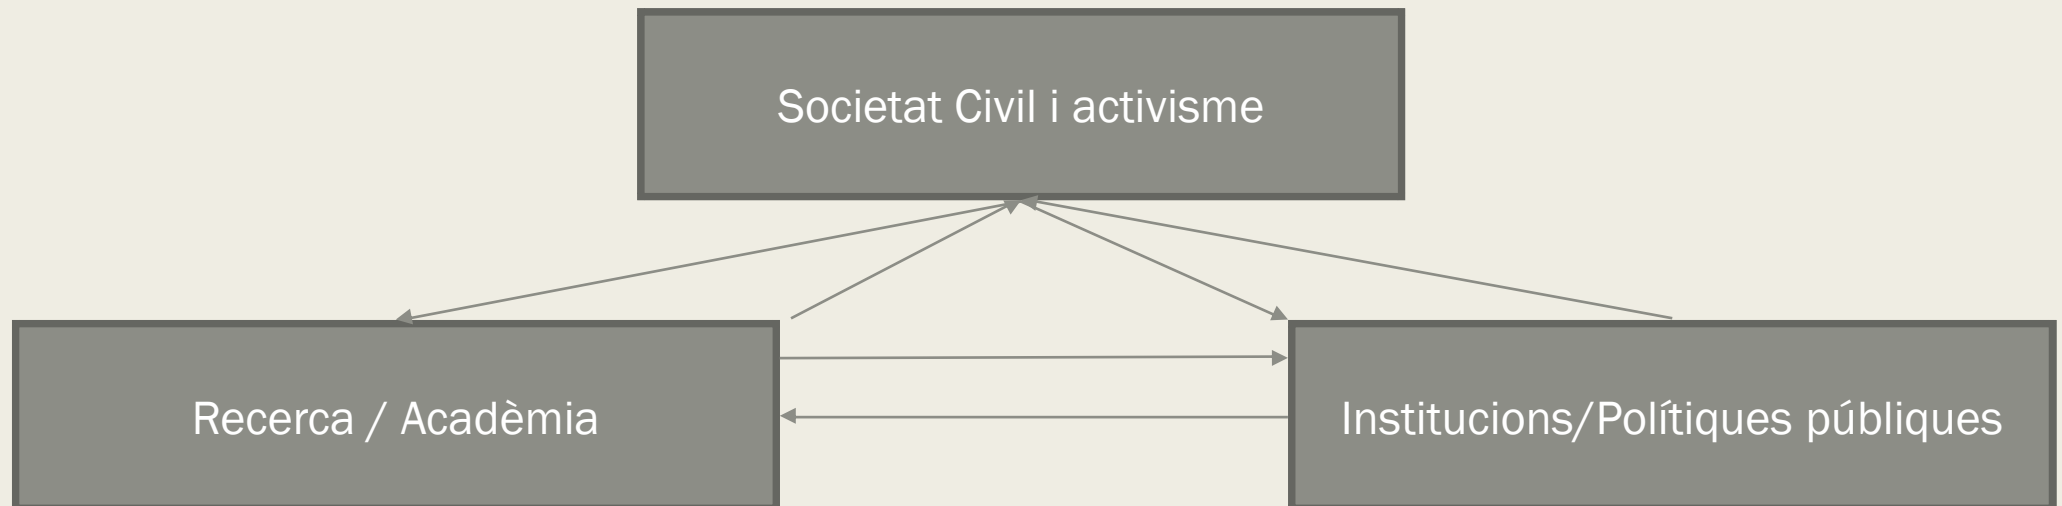 Societat Civil i activisme
Recerca / Acadèmia
Institucions/Polítiques públiques